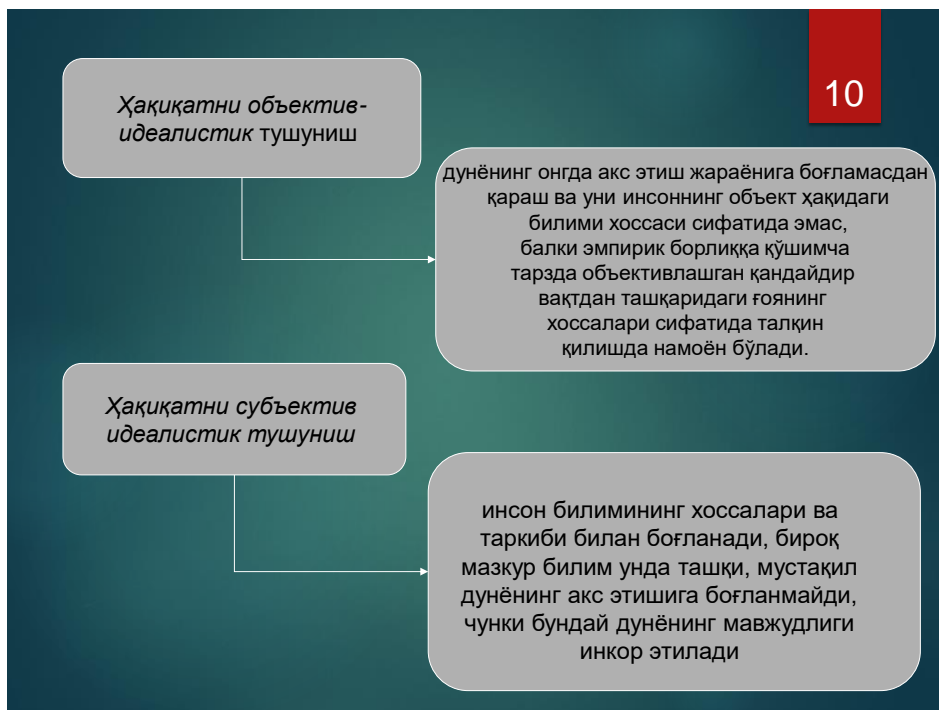 10
Ҳақиқатни объектив-
идеалистик тушуниш
дунёнинг онгда акс этиш жараёнига боғламасдан
қараш ва уни инсоннинг объект ҳақидаги
билими хоссаси сифатида эмас,
балки эмпирик борлиққа қўшимча
тарзда объективлашган қандайдир
вақтдан ташқаридаги ғоянинг
хоссалари сифатида талқин
қилишда намоён бўлади.
Ҳақиқатни субъектив
идеалистик тушуниш
инсон билимининг хоссалари ва
таркиби билан боғланади, бироқ
мазкур билим унда ташқи, мустақил
дунёнинг акс этишига боғланмайди,
чунки бундай дунёнинг мавжудлиги
инкор этилади